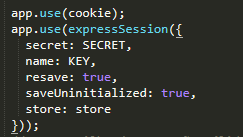 app.use(cookie);
app.use(expressSession({
  secret: SECRET,
  name: KEY,
  resave: true,
  saveUninitialized: true,
  store: store
}));